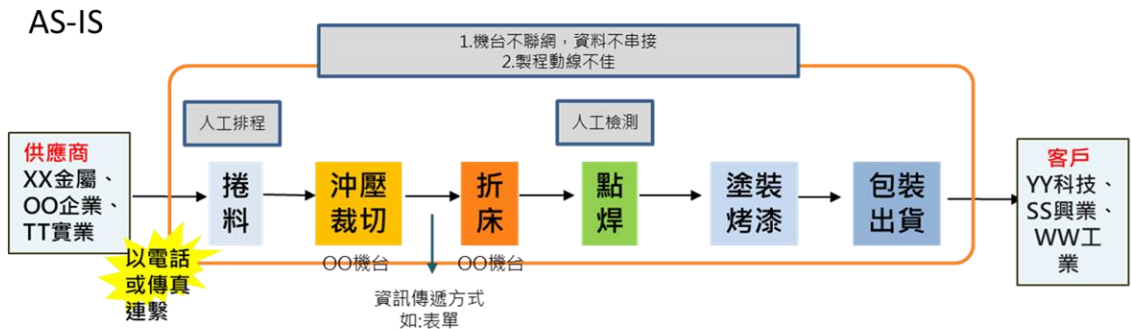 AS-IS
1.機台不聯網，資料不串接
2.製程動線不佳
人工排程
人工檢測
供應商
XX金屬、
OO企業、
TT實業
以電話
或傳真
連繫
捲
料
沖壓
裁切
OO機台
折
床
OO機台
資訊傳遞方式
如:表單
點
焊
塗裝
烤漆
包裝
出貨
客戶
YY科技、
SS興業、
WW工
業